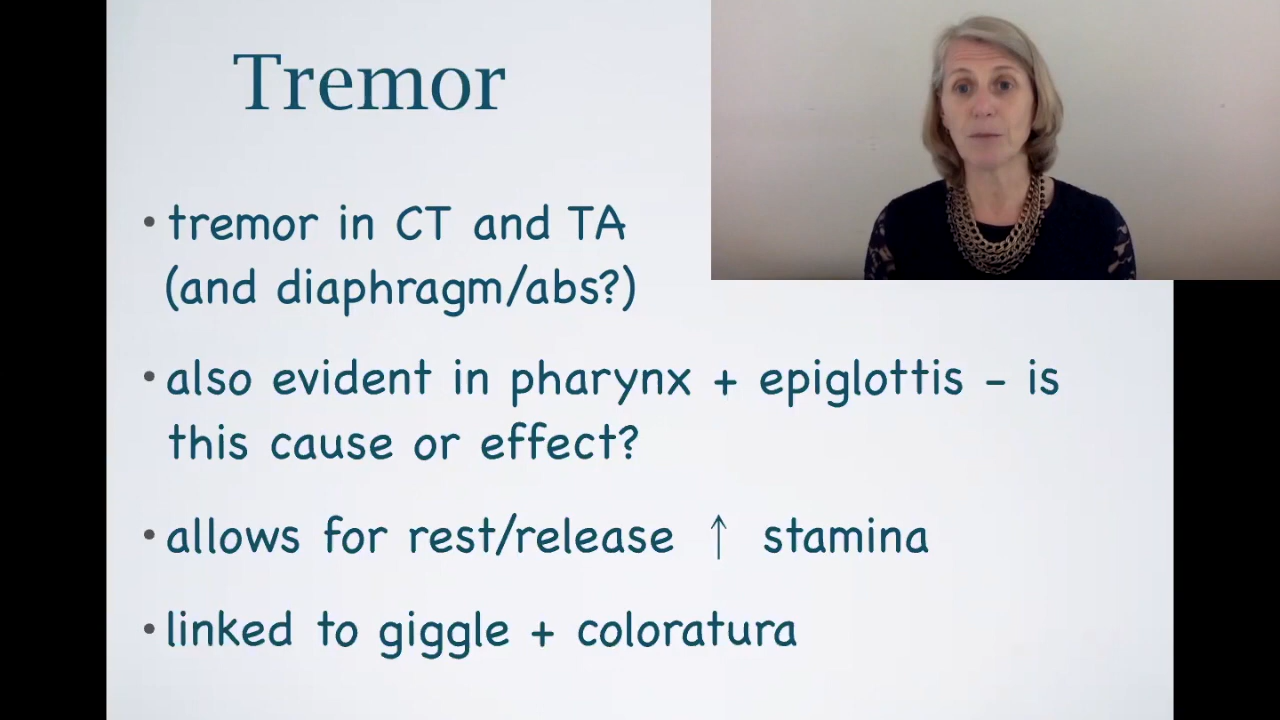 Tremor
• tremor in CT and TA
(and diaphragm/abs?)
• also evident in pharynx + epiglottis – is
this cause or effect?
• allows for rest/release ↑ stamina
• linked to giggle + coloratura